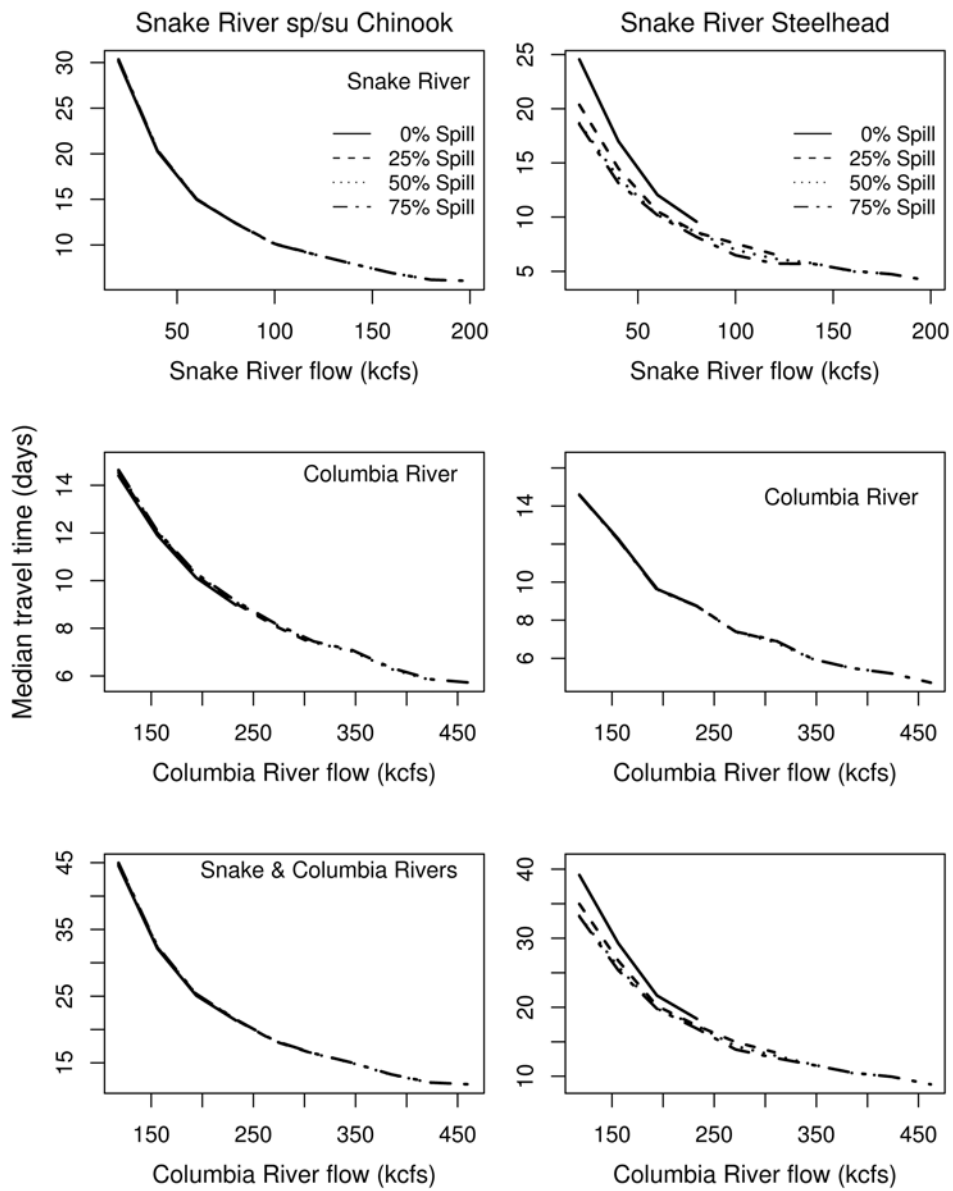 Snake River sp/su Chinook
Snake River Steelhead
Snake River
0% Spill
25% Spill
50% Spill
75% Spill
10 15 20 25 30
50 100 150 200
Snake River flow (kcfs)
0% Spill
25% Spill
50% Spill
75% Spill
5 10 15 20 25
50 100 150 200
Snake River flow (kcfs)
Median travel time (days)
Columbia River
6 8 10 12 14
150 250 350 450
Columbia River flow (kcfs)
Columbia River
6 8 10 14
150 250 350 450
Columbia River flow (kcfs)
Snake & Columbia Rivers
15 25 35 45
150 250 350 450
Columbia River flow (kcfs)
10 20 30 40
150 250 350 450
Columbia River flow (kcfs)